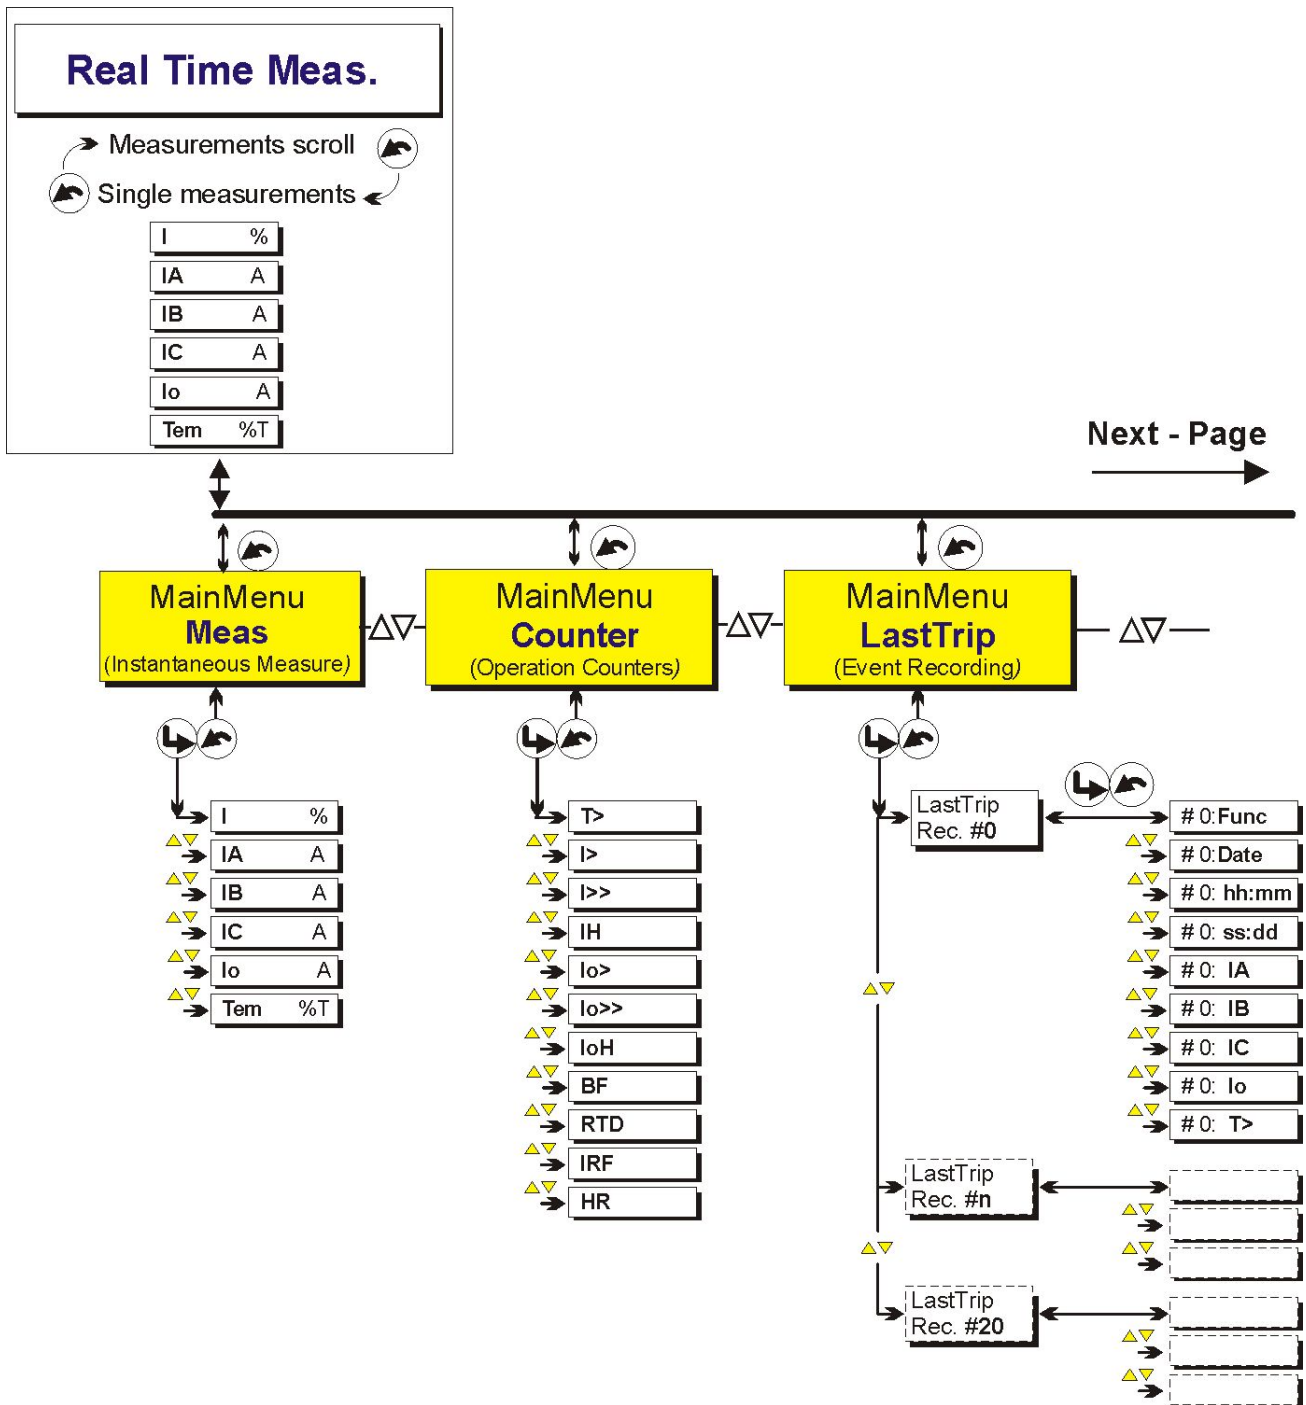 Real Time Meas.
Measurements scroll
Single measurements
I %
IA A
IB A
IC A
Io A
Tem %T
Next - Page
MainMenu
Meas
(Instantaneous Measure)
MainMenu
Counter
(Operation Counters)
MainMenu
LastTrip
(Event Recording)
I %
IA A
IB A
IC A
Io A
Tem %T
T>
I>
I>>
IH
Io>
Io>>
IoH
BF
RTD
IRF
HR
LastTrip
Rec. #0
# 0:Func
# 0:Date
# 0: hh:mm
# 0: ss:dd
# 0: IA
# 0: IB
# 0: IC
# 0: Io
# 0: T>
LastTrip
Rec. #n
LastTrip
Rec. #20